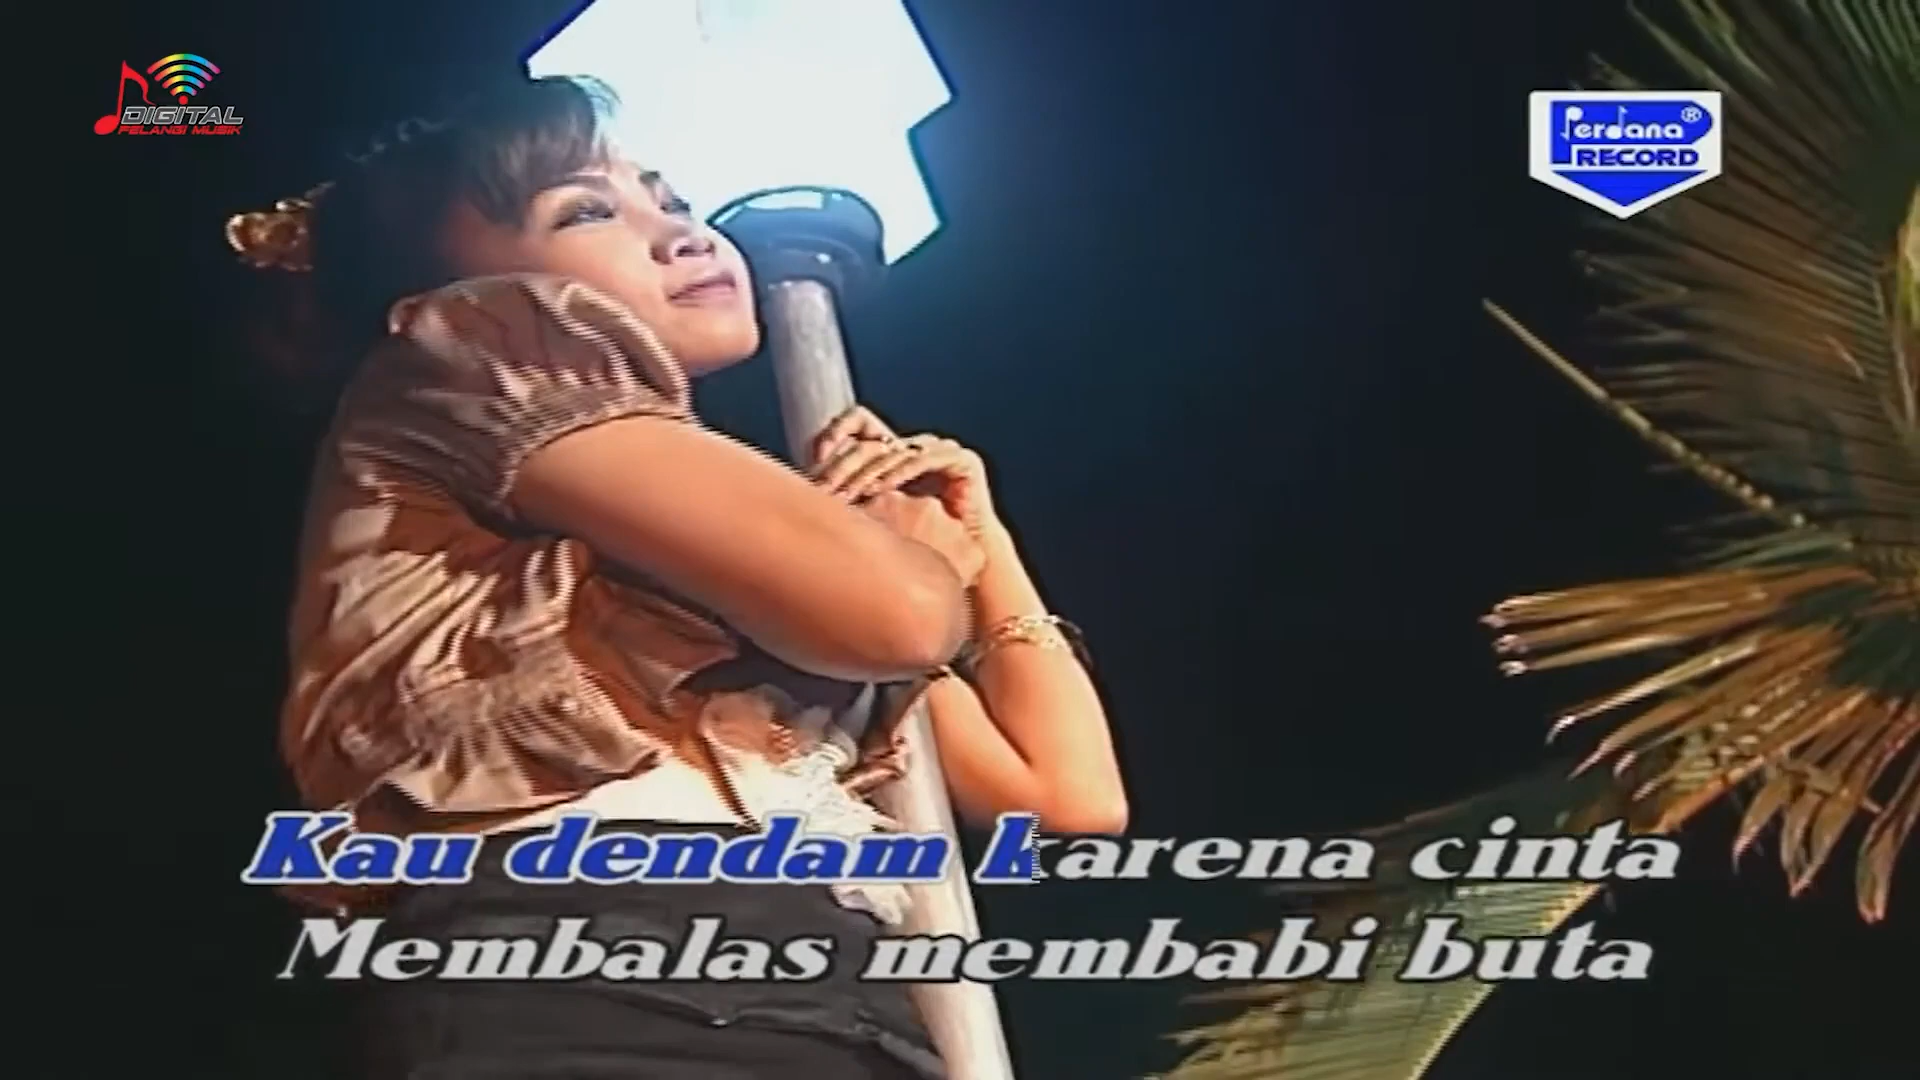 DIGITAL
PELANGI MUSIK
Perdana ®
RECORD
Kau dendam karena cinta
Membalas membabi buta